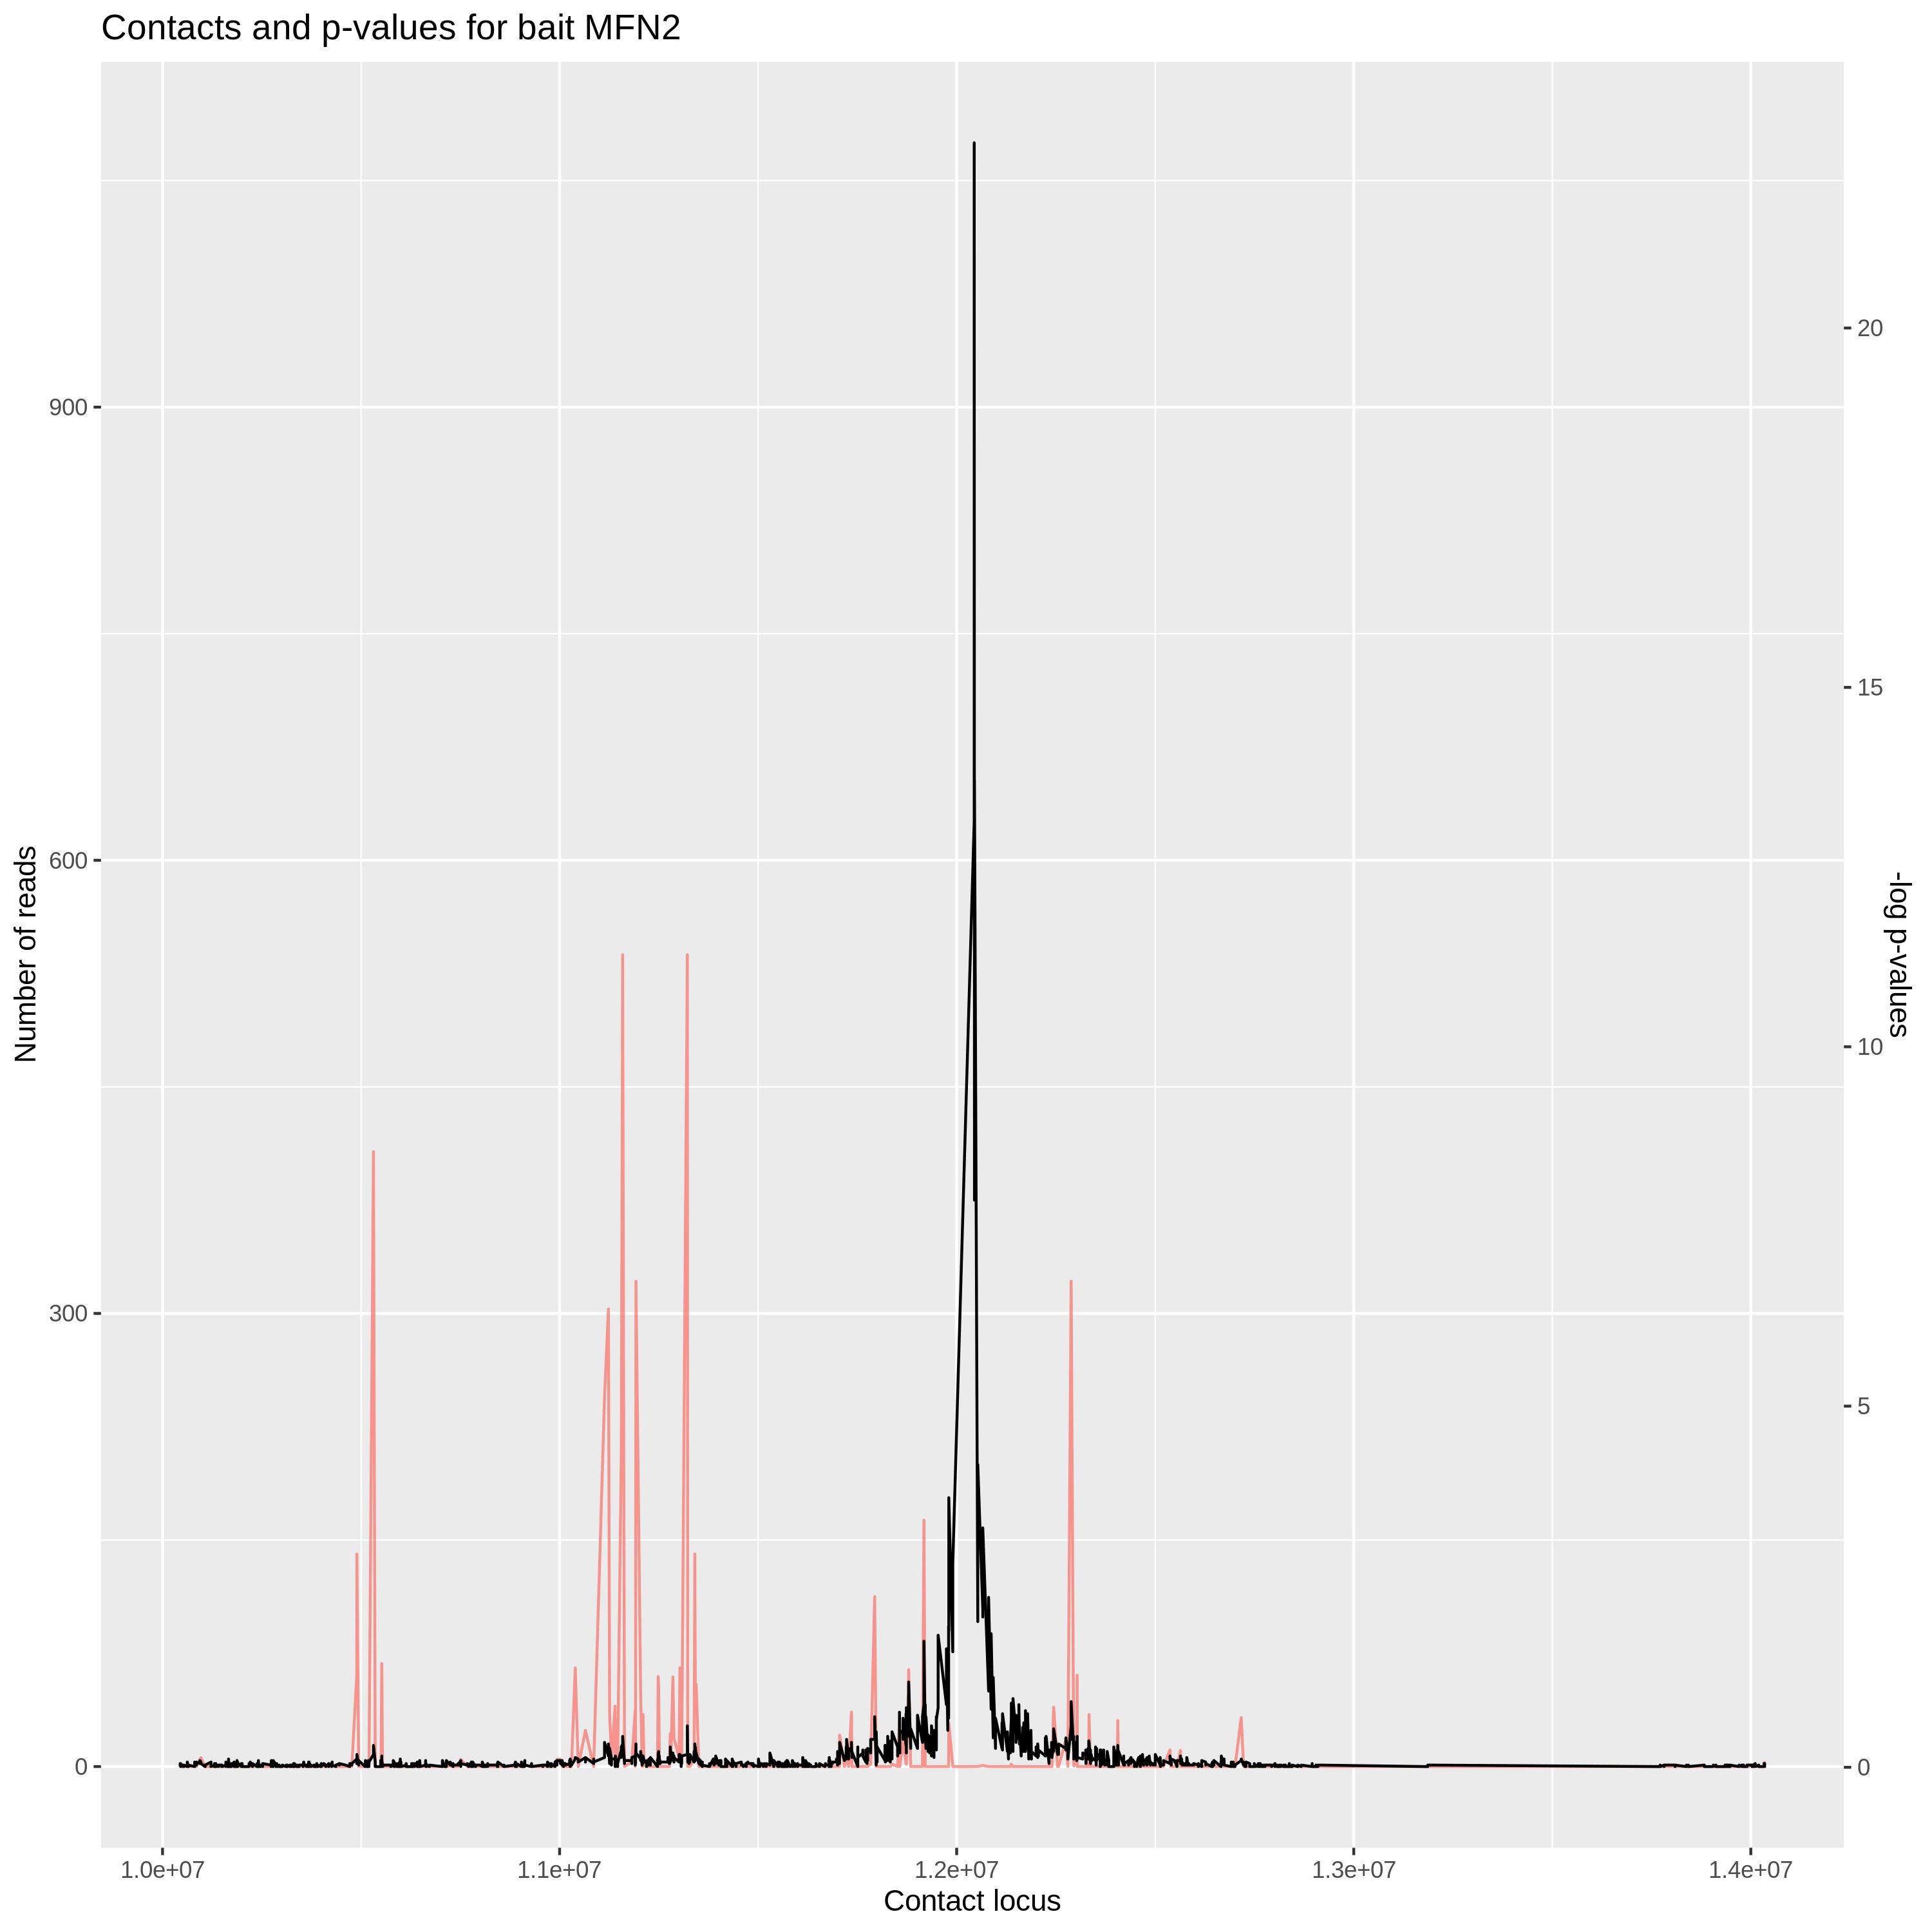 Contacts and p-values for bait MFN2
Number of reads
900
600
300
0
-log p-values
20
15
10
5
0
1.0e+07 1.1e+07 1.2e+07 1.3e+07 1.4e+07
Contact locus